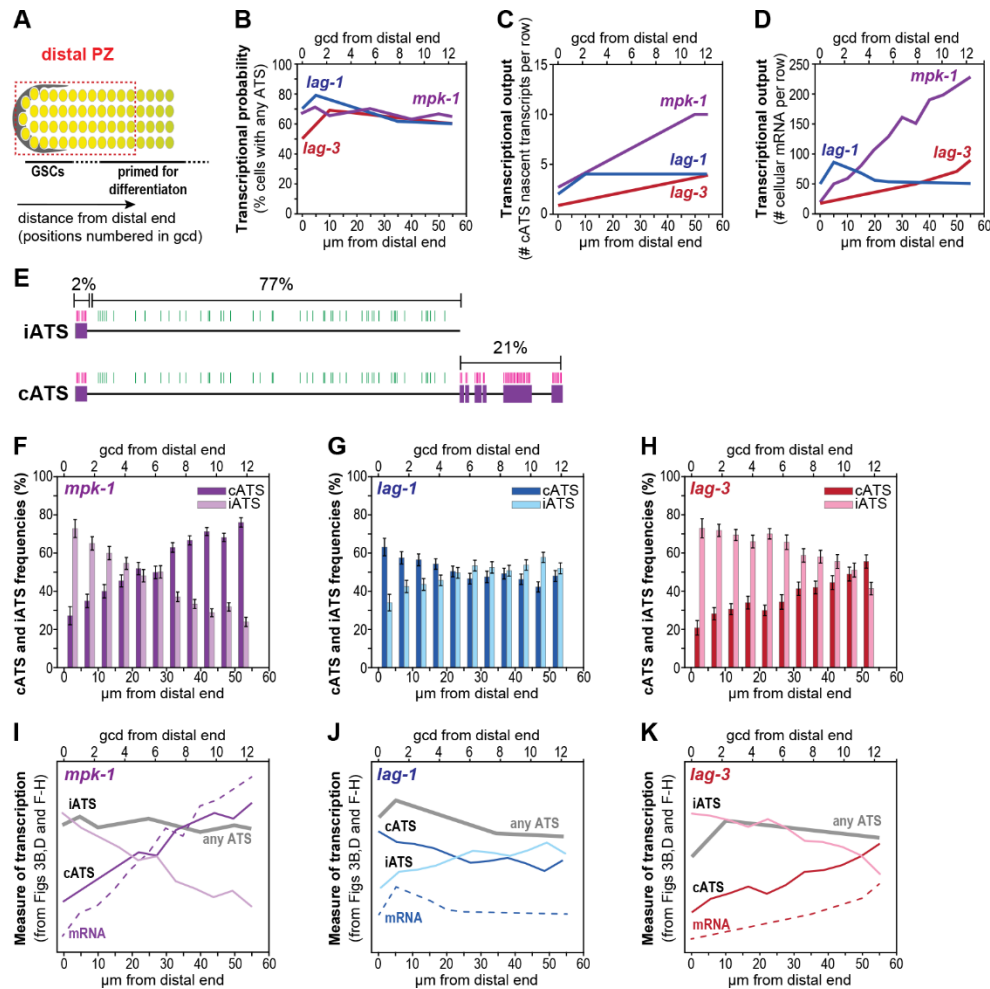 A
distal PZ
GSCs
primed for
differentiaton
distance from distal end
(positions numbered in gcd)
B
gcd from distal end
0 2 4 6 8 10 12
Transcriptional probability
(% cells with any ATS)
100
80
60
40
20
0
lag-1
mpk-1
lag-3
0 10 20 30 40 50 60
µm from distal end
C
gcd from distal end
0 2 4 6 8 10 12
Transcriptional output
(# cATS nascent transcripts per row)
15
10
5
0
mpk-1
lag-1
lag-3
0 10 20 30 40 50 60
µm from distal end
D
gcd from distal end
0 2 4 6 8 10 12
Transcriptional output
(# cellular mRNA per row)
250
200
150
100
50
0
mpk-1
lag-1
lag-3
0 10 20 30 40 50 60
µm from distal end
E
2%
77%
iATS
21%
cATS
F
gcd from distal end
0 2 4 6 8 10 12
cATS and iATS frequencies (%)
100
80
60
40
20
0
mpk-1
cATS
iATS
0 10 20 30 40 50 60
µm from distal end
G
gcd from distal end
0 2 4 6 8 10 12
cATS and iATS frequencies (%)
100
80
60
40
20
0
lag-1
cATS
iATS
0 10 20 30 40 50 60
µm from distal end
H
gcd from distal end
0 2 4 6 8 10 12
cATS and iATS frequencies (%)
100
80
60
40
20
0
lag-3
cATS
iATS
0 10 20 30 40 50 60
µm from distal end
I
gcd from distal end
0 2 4 6 8 10 12
Measure of transcription
(from Figs 3B,D and F-H)
mpk-1
iATS
any ATS
cATS
mRNA
0 10 20 30 40 50 60
µm from distal end
J
gcd from distal end
0 2 4 6 8 10 12
Measure of transcription
(from Figs 3B,D and F-H)
lag-1
cATS
any ATS
iATS
mRNA
0 10 20 30 40 50 60
µm from distal end
K
gcd from distal end
0 2 4 6 8 10 12
Measure of transcription
(from Figs 3B,D and F-H)
lag-3
iATS
any ATS
cATS
mRNA
0 10 20 30 40 50 60
µm from distal end